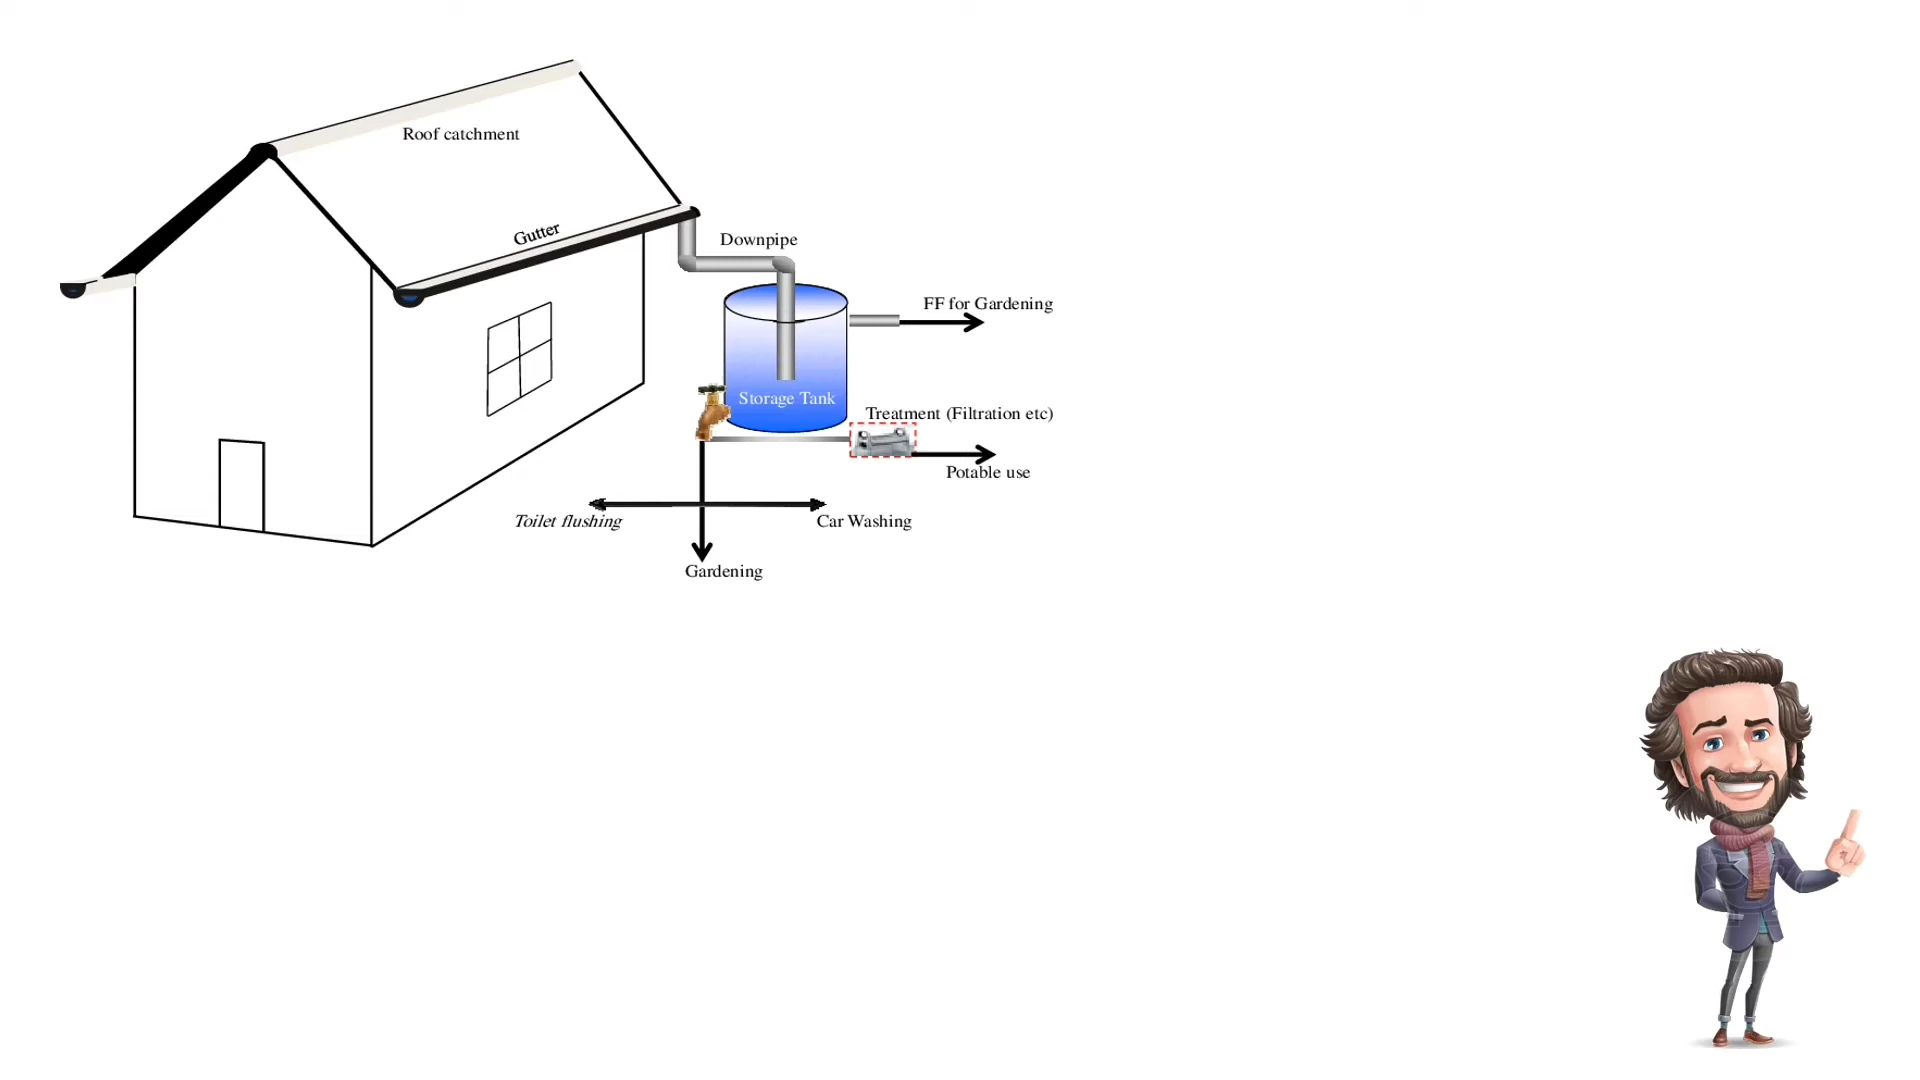 Roof catchment
Gutter
Downpipe
FF for Gardening
Storage Tank
Treatment (Filtration etc)
Potable use
Toilet flushing
Car Washing
Gardening